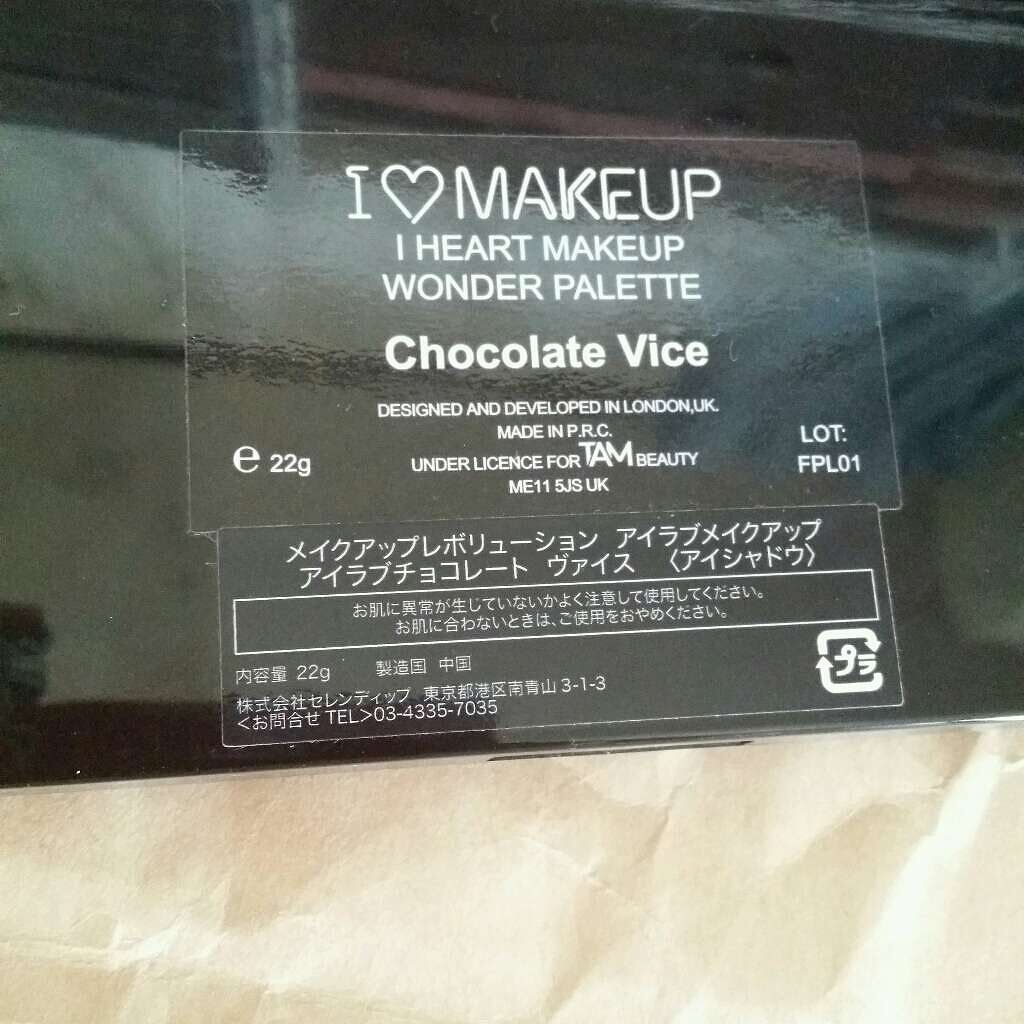 I ♡ MAKEUP
I HEART MAKEUP
WONDER PALETTE
Chocolate Vice
DESIGNED AND DEVELOPED IN LONDON,UK.
MADE IN P.R.C.
UNDER LICENCE FOR TAM BEAUTY
ME11 5JS UK
℮ 22g
LOT:
FPL01
メイクアップレボリューション アイラブメイクアップ
アイラブチョコレート ヴァイス 〈アイシャドウ〉
お肌に異常が生じていないかよく注意して使用してください。
お肌に合わないときは、ご使用をおやめください。
内容量 22g 製造国 中国
株式会社セレンディップ 東京都港区南青山 3-1-3
<お問合せ TEL>03-4335-7035
プラ